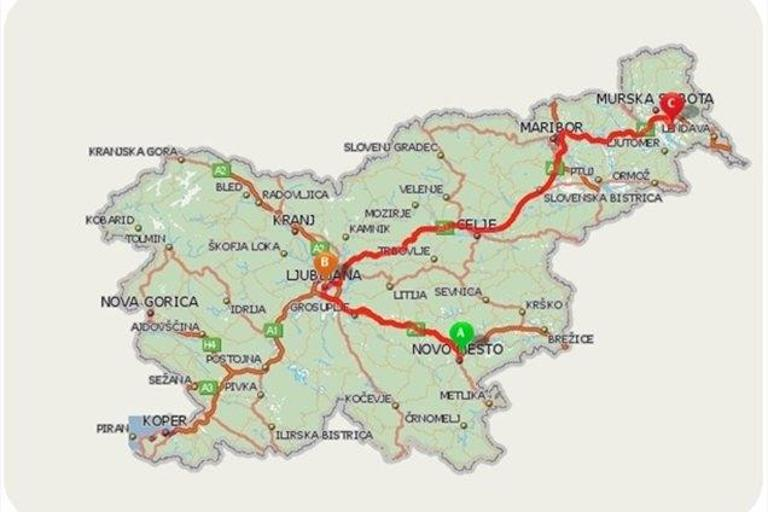 MURSKA SOBOTA
C
LENDAVA
MARIBOR
LJUTOMER
SLOVENJ GRADEC
KRANJSKA GORA
A2
PTUJ
ORMOŽ
BLED
RADOVLJICA
VELENJE
SLOVENSKA BISTRICA
MOZIRJE
KOBARID
KRANJ
CELJE
KAMNIK
TOLMIN
ŠKOFJA LOKA
A2
TRBOVLJE
B
LJUBLJANA
LITIJA
SEVNICA
NOVA GORICA
IDRIJA
GROSUPLJE
KRŠKO
AJDOVŠČINA
A1
A
BREŽICE
H4
NOVO MESTO
POSTOJNA
SEŽANA
A3
PIVKA
METLIKA
KOČEVJE
ČRNOMELJ
KOPER
PIRAN
ILIRSKA BISTRICA